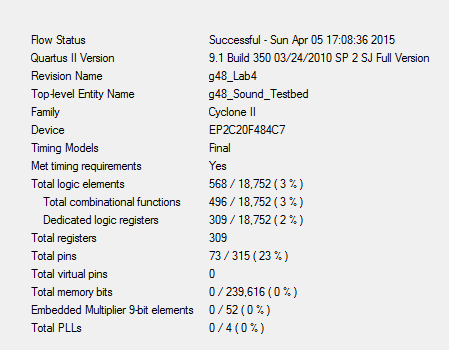 Flow Status Successful - Sun Apr 05 17:08:36 2015
Quartus II Version 9.1 Build 350 03/24/2010 SP 2 SJ Full Version
Revision Name g48_Lab4
Top-level Entity Name g48_Sound_Testbed
Family Cyclone II
Device EP2C20F484C7
Timing Models Final
Met timing requirements Yes
Total logic elements 568 / 18,752 ( 3 % )
Total combinational functions 496 / 18,752 ( 3 % )
Dedicated logic registers 309 / 18,752 ( 2 % )
Total registers 309
Total pins 73 / 315 ( 23 % )
Total virtual pins 0
Total memory bits 0 / 239,616 ( 0 % )
Embedded Multiplier 9-bit elements 0 / 52 ( 0 % )
Total PLLs 0 / 4 ( 0 % )